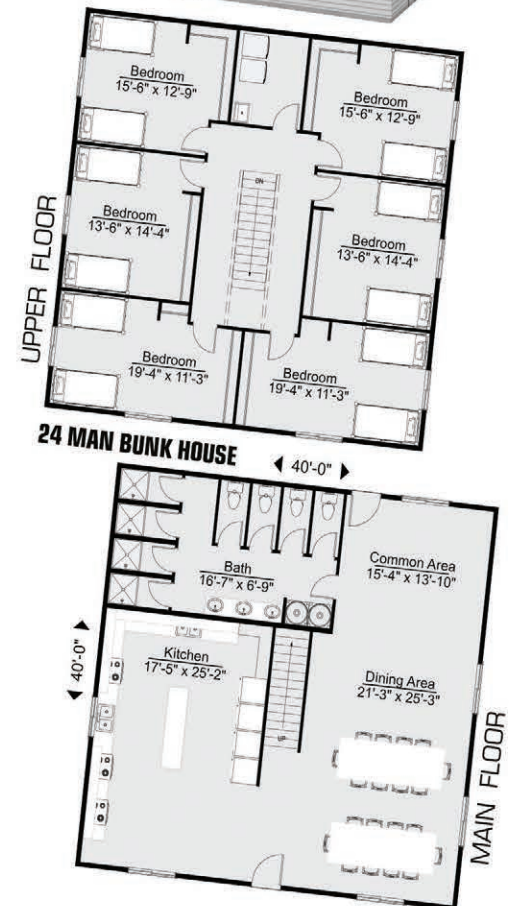 Bedroom
15'-6" x 12'-9"
Bedroom
15'-6" x 12'-9"
DN
Bedroom
13'-6" x 14'-4"
Bedroom
13'-6" x 14'-4"
UPPER FLOOR
Bedroom
19'-4" x 11'-3"
Bedroom
19'-4" x 11'-3"
24 MAN BUNK HOUSE
40'-0"
Bath
16'-7" x 6'-9"
Common Area
15'-4" x 13'-10"
40'-0"
Kitchen
17'-5" x 25'-2"
Dining Area
21'-3" x 25'-3"
UP
MAIN FLOOR